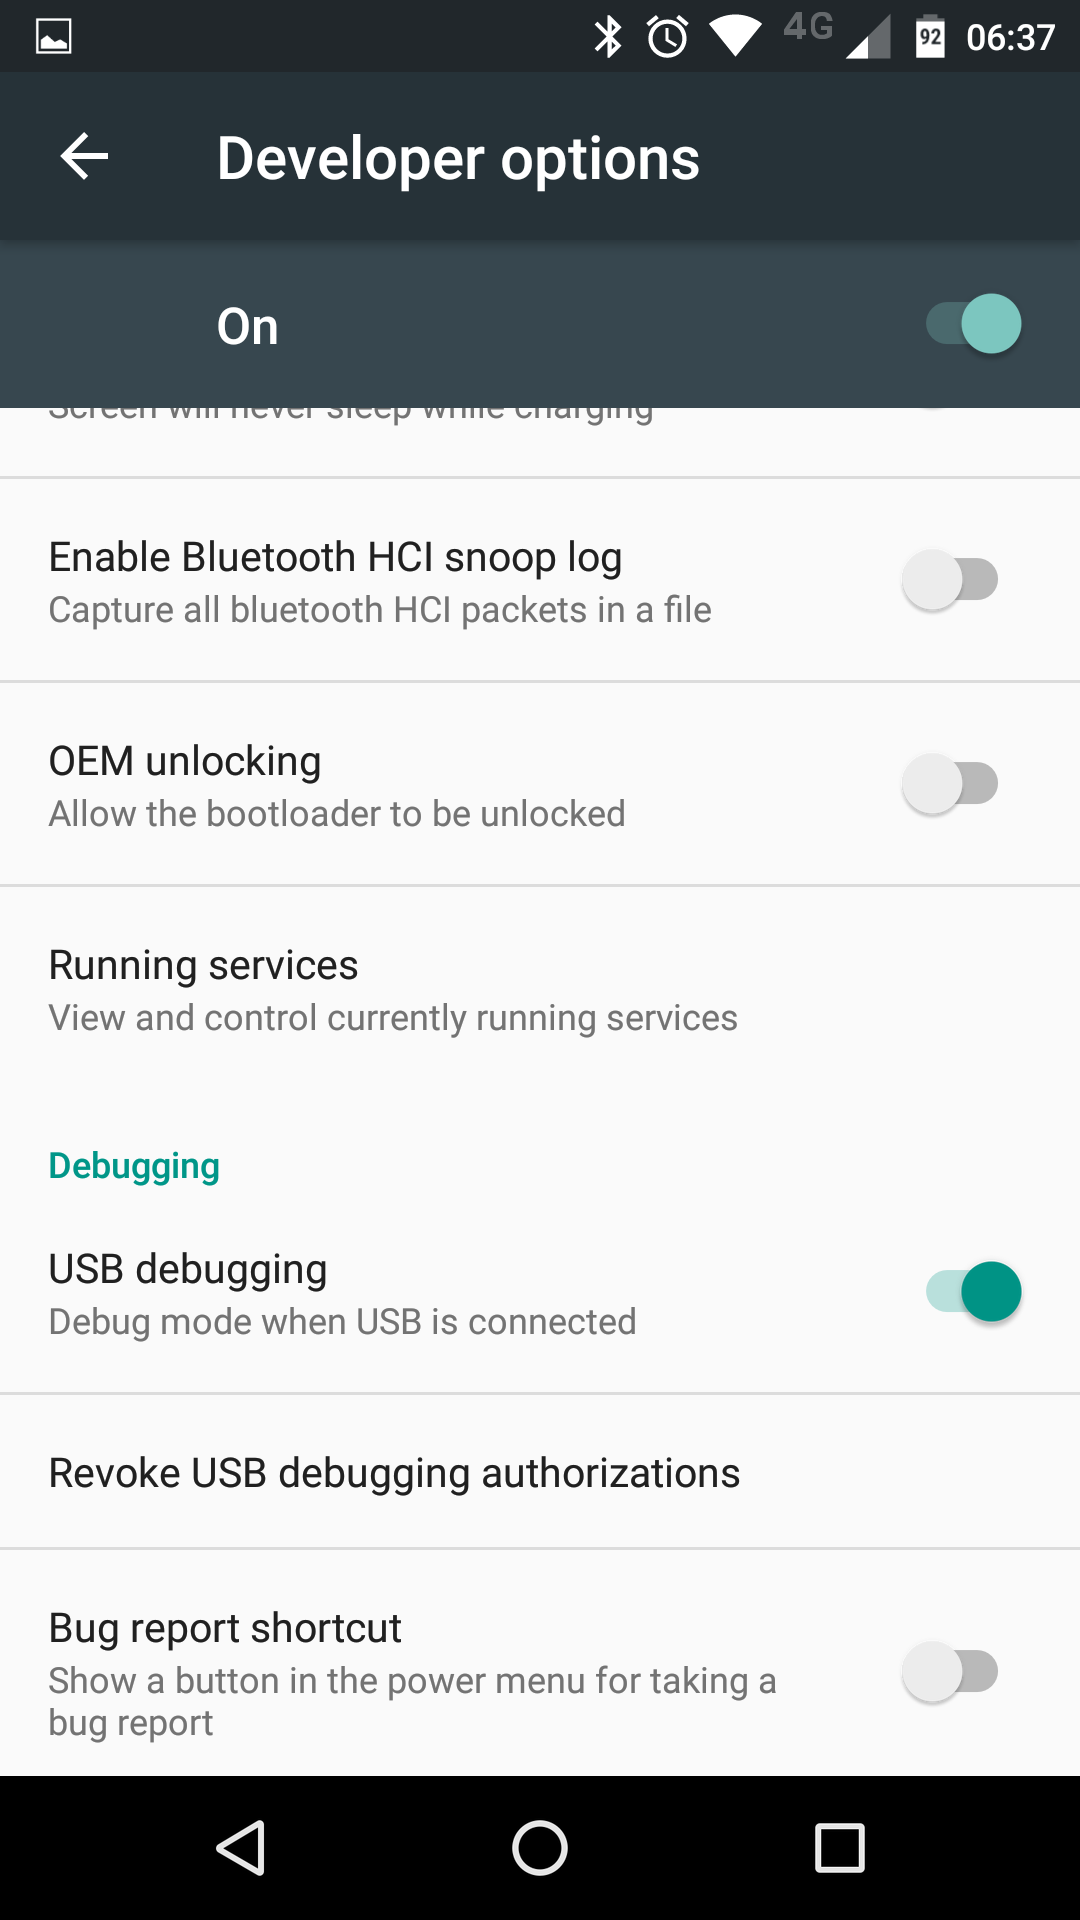 4G 92 06:37
Developer options
On
Screen will never sleep while charging
Enable Bluetooth HCI snoop log
Capture all bluetooth HCI packets in a file
OEM unlocking
Allow the bootloader to be unlocked
Running services
View and control currently running services
Debugging
USB debugging
Debug mode when USB is connected
Revoke USB debugging authorizations
Bug report shortcut
Show a button in the power menu for taking a
bug report